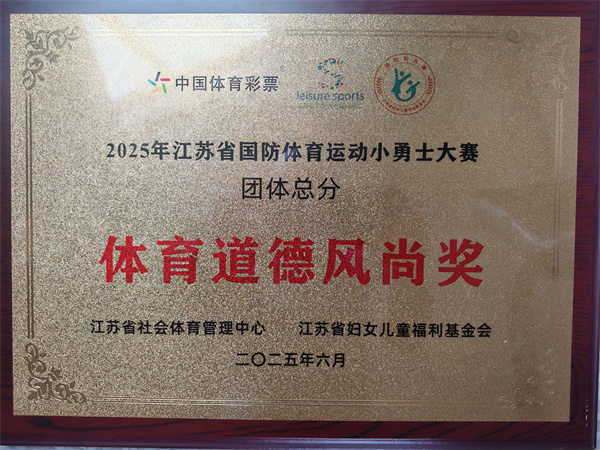 中国体育彩票
leisure sports
2025年江苏省国防体育运动小勇士大赛
团体总分
体育道德风尚奖
江苏省社会体育管理中心 江苏省妇女儿童福利基金会
二〇二五年六月